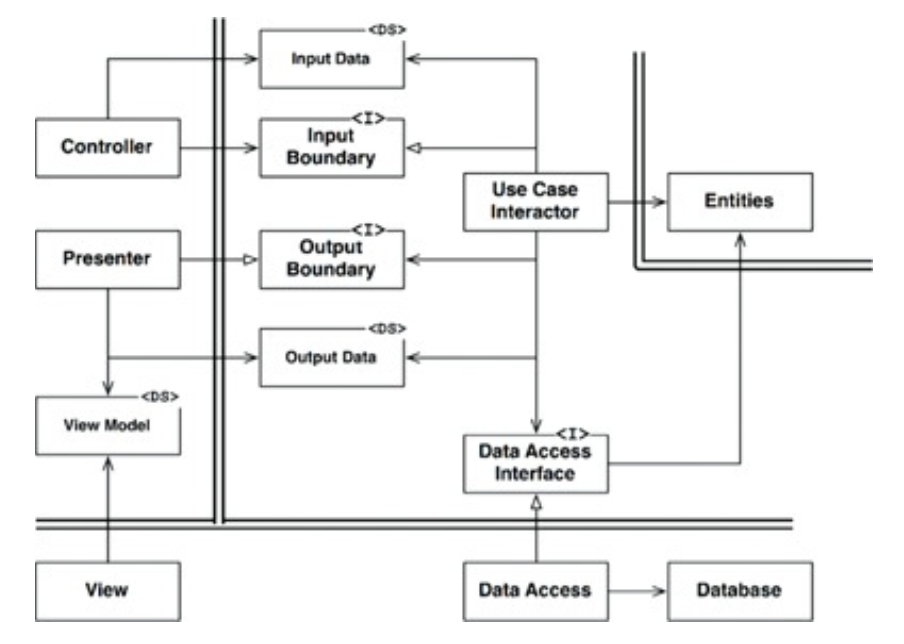 <DS>
Input Data
<I>
Controller
Input
Boundary
Use Case
Interactor
Entities
<I>
Presenter
Output
Boundary
<DS>
Output Data
<DS>
View Model
<I>
Data Access
Interface
View
Data Access
Database